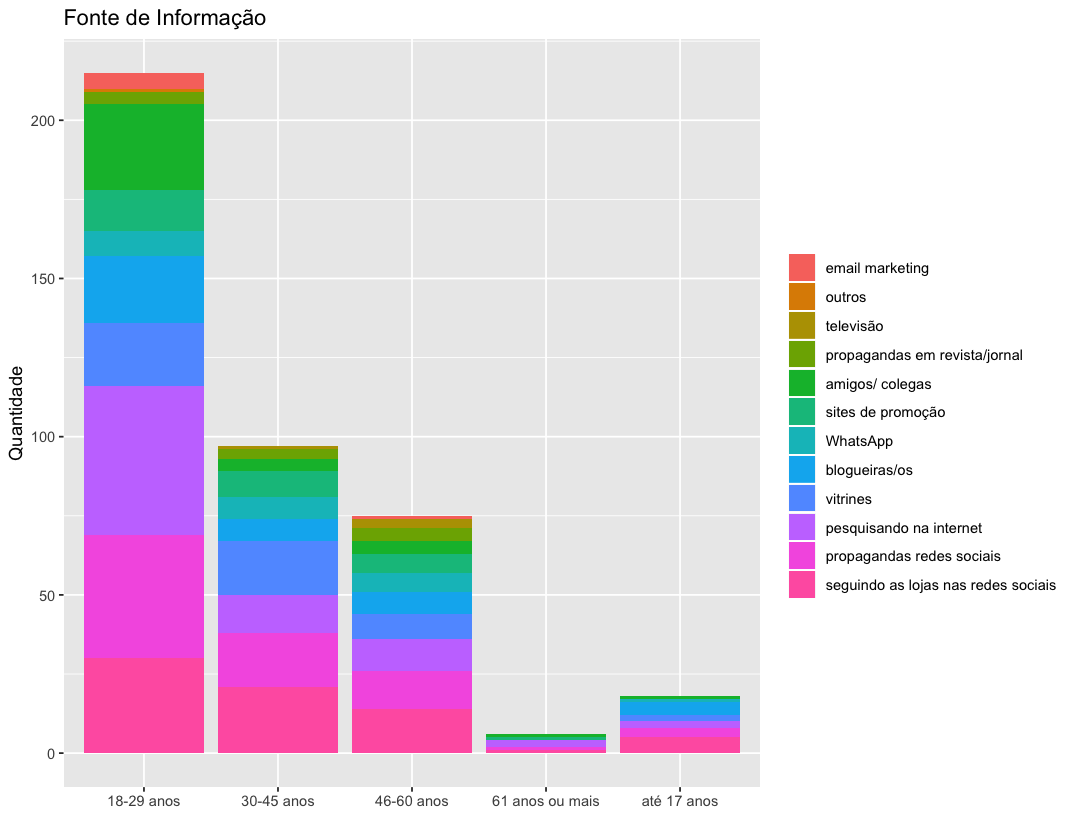 Fonte de Informação
Quantidade
200
150
100
50
0
18-29 anos
30-45 anos
46-60 anos
61 anos ou mais
até 17 anos
email marketing
outros
televisão
propagandas em revista/jornal
amigos/ colegas
sites de promoção
WhatsApp
blogueiras/os
vitrines
pesquisando na internet
propagandas redes sociais
seguindo as lojas nas redes sociais